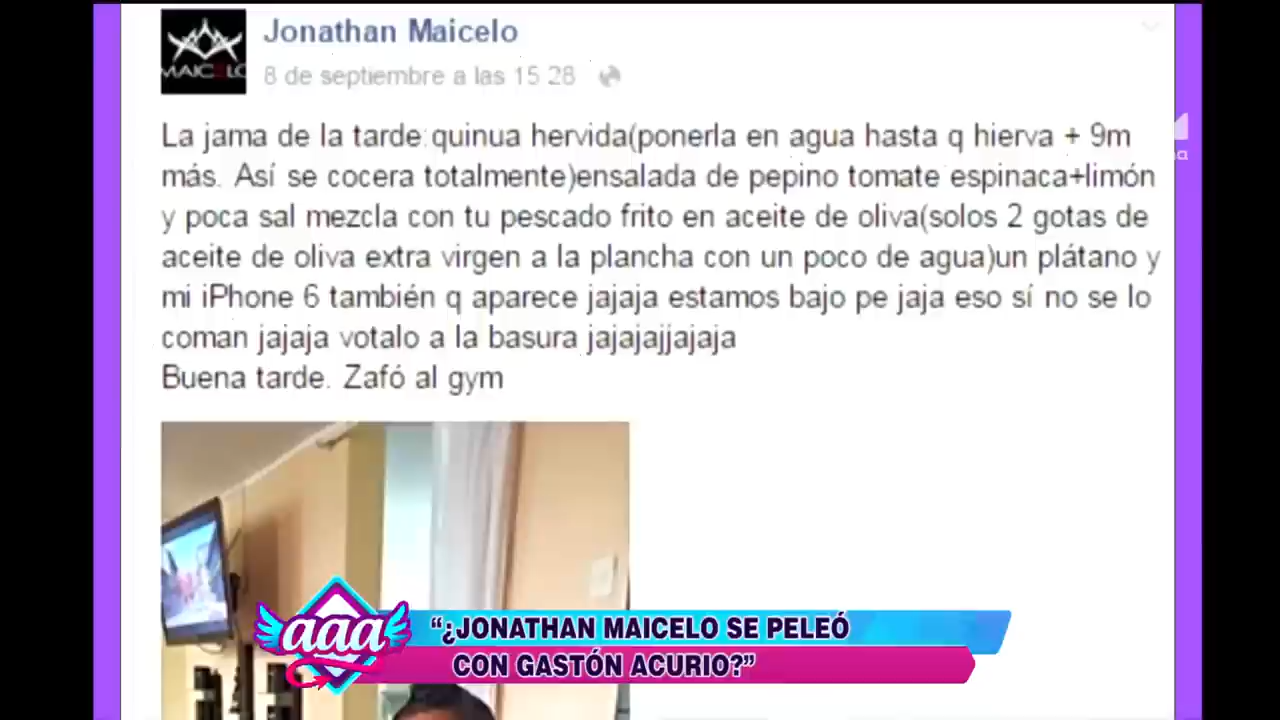 MAICELO
Jonathan Maicelo
8 de septiembre a las 15 28
La jama de la tarde:quinua hervida(ponerla en agua hasta q hierva + 9m
más. Así se cocera totalmente)ensalada de pepino tomate espinaca+limón
y poca sal mezcla con tu pescado frito en aceite de oliva(solos 2 gotas de
aceite de oliva extra virgen a la plancha con un poco de agua)un plátano y
mi iPhone 6 también q aparece jajaja estamos bajo pe jaja eso sí no se lo
coman jajaja votalo a la basura jajajajjajaja
Buena tarde. Zafó al gym
aaa
“¿JONATHAN MAICELO SE PELEÓ
CON GASTÓN ACURIO?”